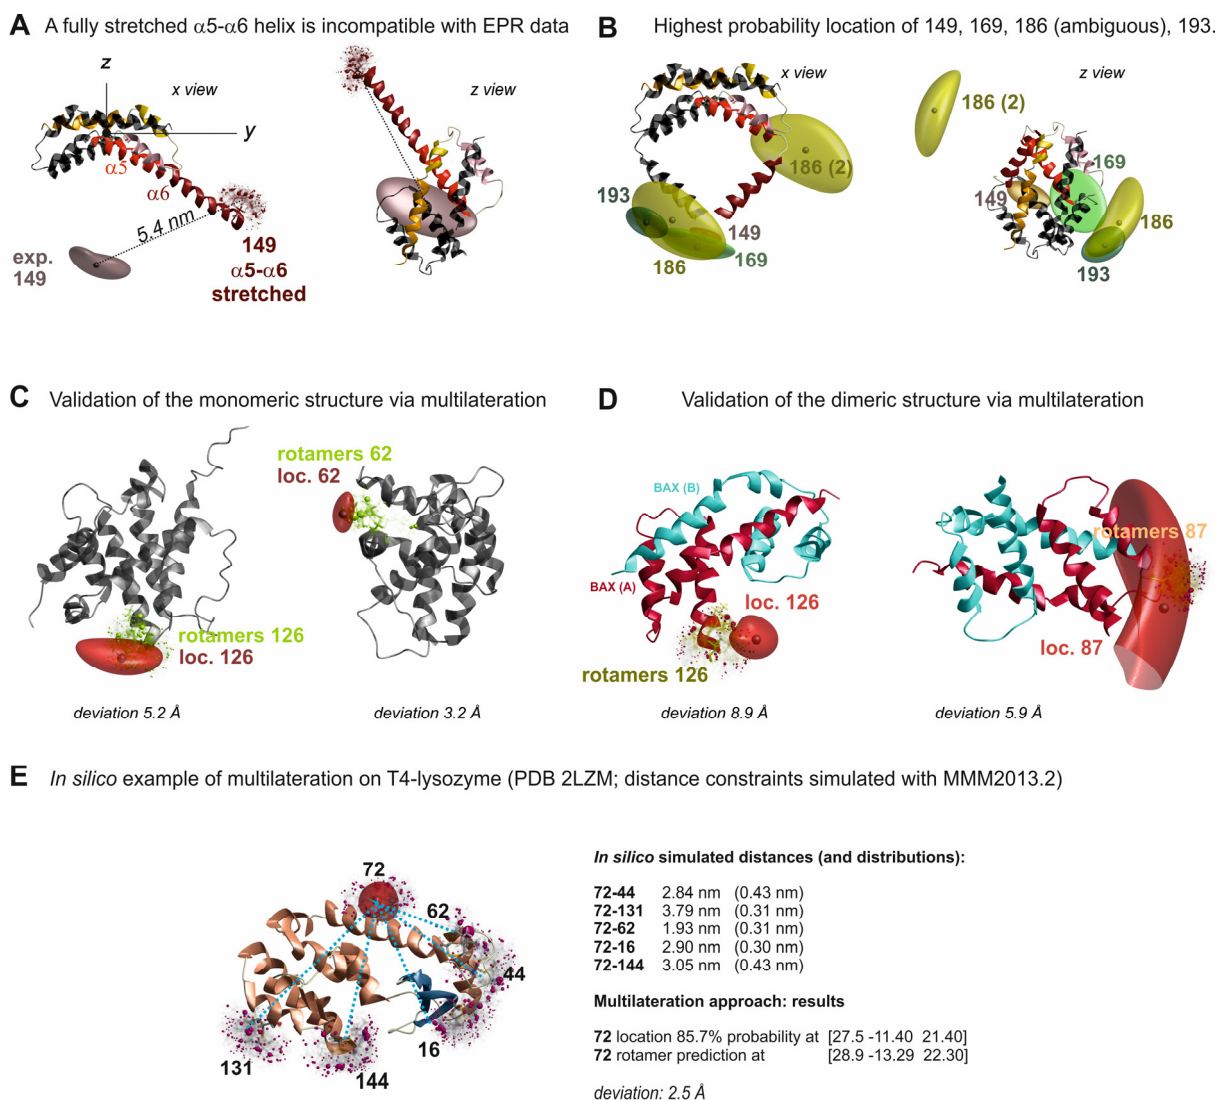 A A fully stretched α5-α6 helix is incompatible with EPR data
z
x view
z view
y
α5
α6
5.4 nm
exp.
149
149
α5-α6
stretched
B Highest probability location of 149, 169, 186 (ambiguous), 193.
x view
z view
186 (2)
186 (2)
169
193
149
149
186
169
186
193
C Validation of the monomeric structure via multilateration
rotamers 62
loc. 62
rotamers 126
loc. 126
deviation 5.2 Å
deviation 3.2 Å
D Validation of the dimeric structure via multilateration
BAX (B)
BAX (A)
rotamers 87
loc. 126
loc. 87
rotamers 126
deviation 8.9 Å
deviation 5.9 Å
E In silico example of multilateration on T4-lysozyme (PDB 2LZM; distance constraints simulated with MMM2013.2)
72
62
44
16
131
144
In silico simulated distances (and distributions):
72-44 2.84 nm (0.43 nm)
72-131 3.79 nm (0.31 nm)
72-62 1.93 nm (0.31 nm)
72-16 2.90 nm (0.30 nm)
72-144 3.05 nm (0.43 nm)
Multilateration approach: results
72 location 85.7% probability at [27.5 -11.40 21.40]
72 rotamer prediction at [28.9 -13.29 22.30]
deviation: 2.5 Å